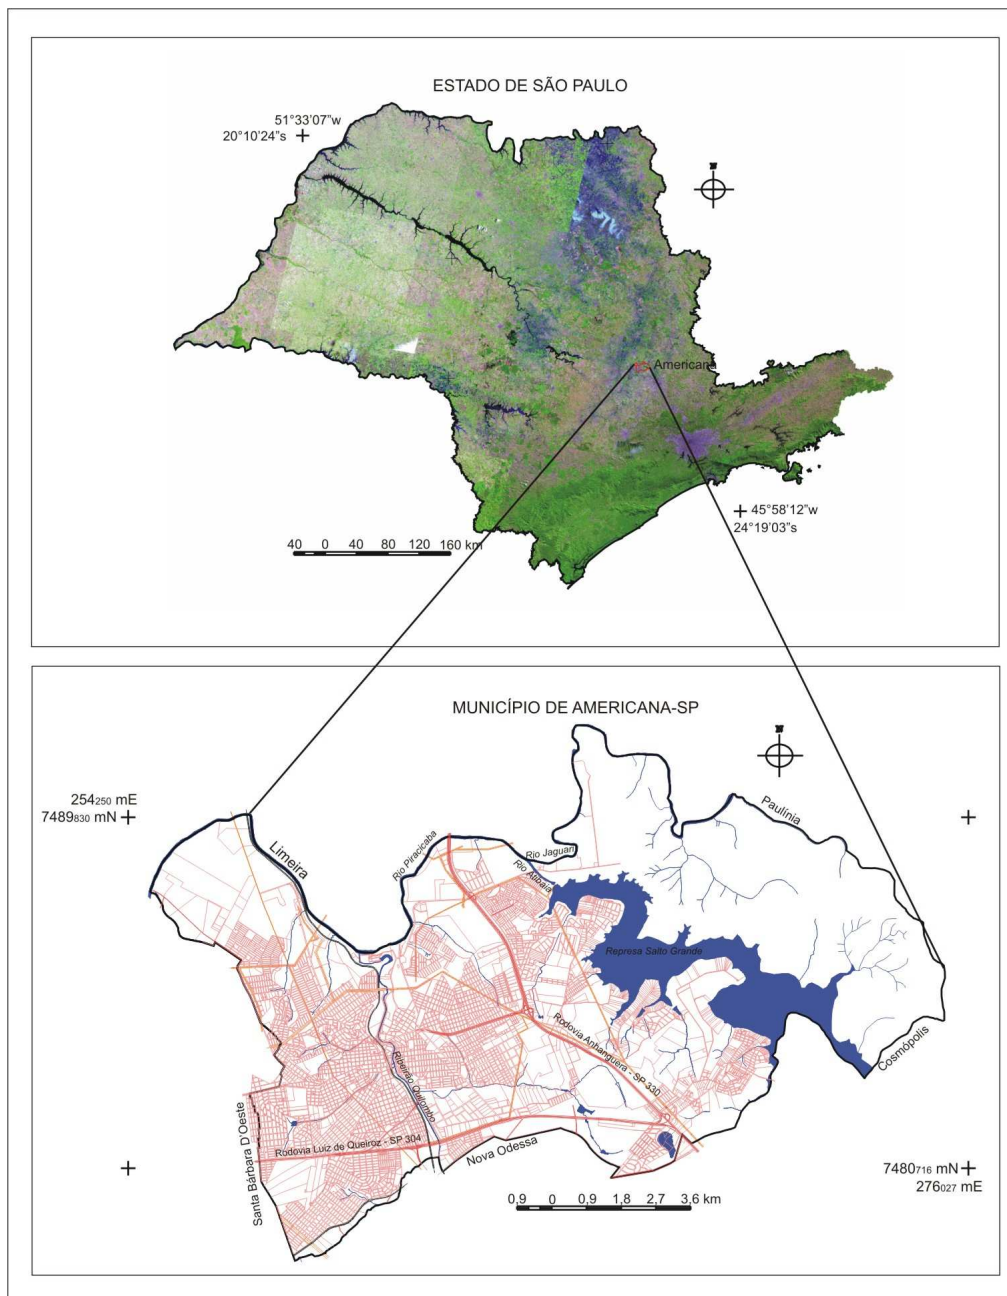 ESTADO DE SÃO PAULO
51°33'07"w
20°10'24"s
N
Americana
45°58'12"w
24°19'03"s
40 0 40 80 120 160 km
MUNICÍPIO DE AMERICANA-SP
N
254250 mE
7489830 mN
Limeira
Rio Piracicaba
Rio Jaguari
Rio Atibaia
Paulínia
Represa Salto Grande
Rodovia Anhanguera - SP 330
Cosmópolis
Ribeirão Quilombo
Santa Bárbara D'Oeste
Rodovia Luiz de Queiroz - SP 304
Nova Odessa
7480716 mN
276027 mE
0,9 0 0,9 1,8 2,7 3,6 km